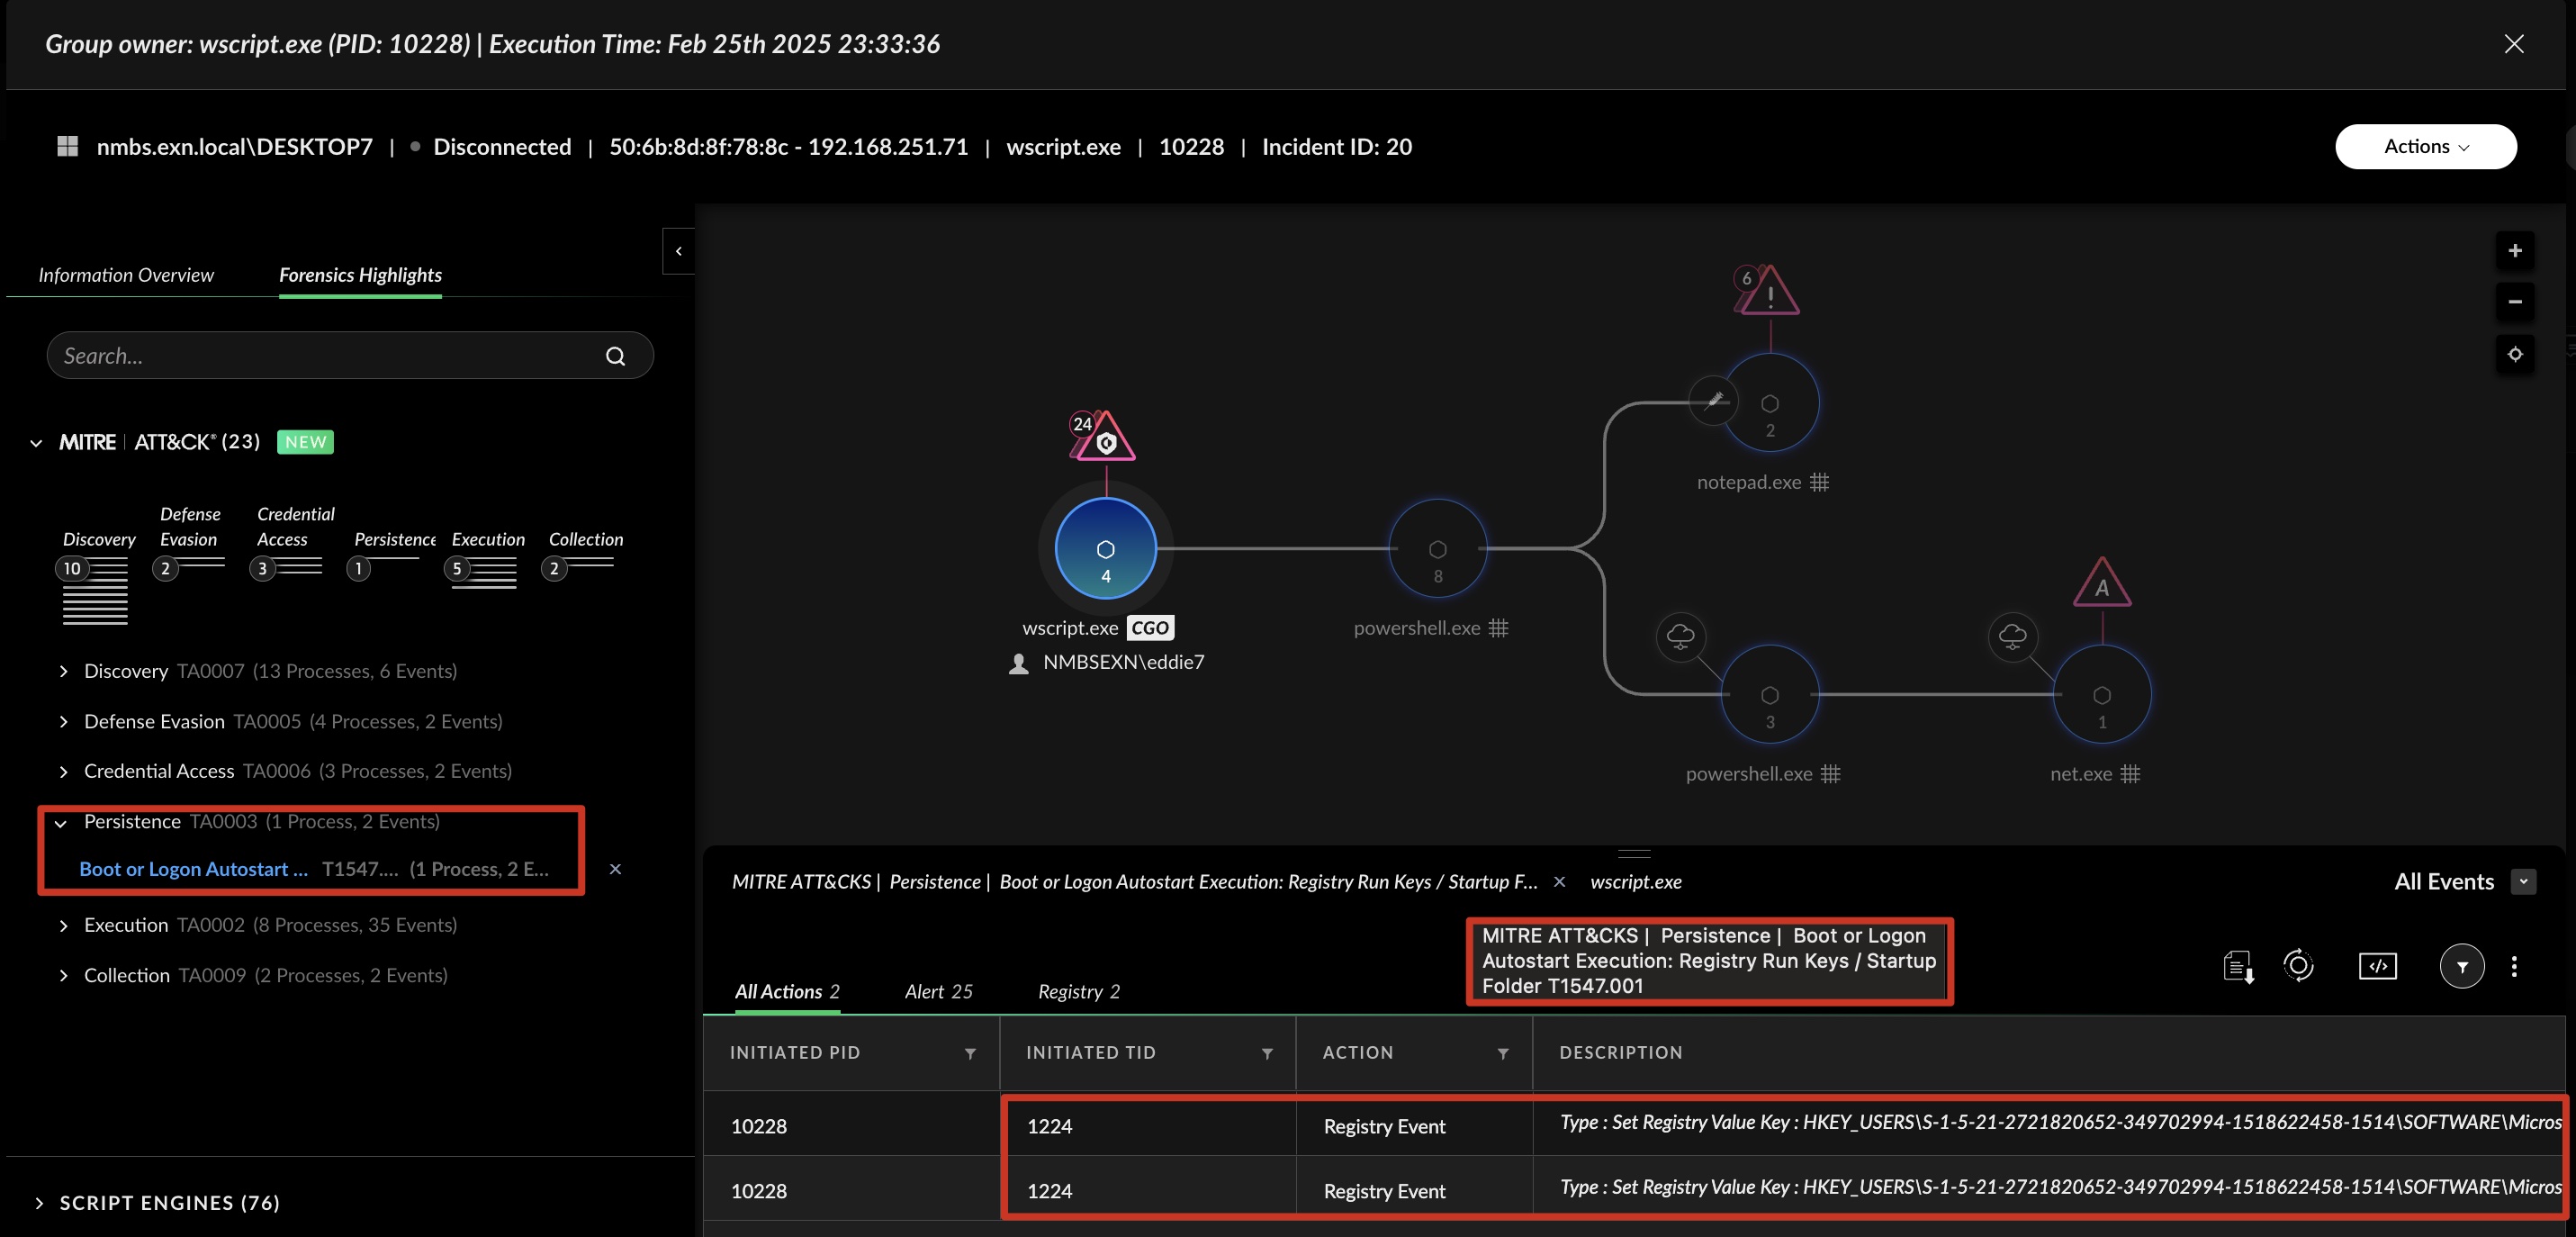 Group owner: wscript.exe (PID: 10228) | Execution Time: Feb 25th 2025 23:33:36
nmbs.exn.local\DESKTOP7 | Disconnected | 50:6b:8d:8f:78:8c - 192.168.251.71 | wscript.exe | 10228 | Incident ID: 20
Actions
Information Overview
Forensics Highlights
Search...
MITRE | ATT&CK® (23) NEW
Discovery
10
Defense
Evasion
2
Credential
Access
3
Persistence
1
Execution
5
Collection
2
Discovery TA0007 (13 Processes, 6 Events)
Defense Evasion TA0005 (4 Processes, 2 Events)
Credential Access TA0006 (3 Processes, 2 Events)
Persistence TA0003 (1 Process, 2 Events)
Boot or Logon Autostart ... T1547.... (1 Process, 2 E...
Execution TA0002 (8 Processes, 35 Events)
Collection TA0009 (2 Processes, 2 Events)
SCRIPT ENGINES (76)
24
4
wscript.exe CGO
NMBSEXN\eddie7
8
powershell.exe
6
2
notepad.exe
3
powershell.exe
A
1
net.exe
MITRE ATT&CKS | Persistence | Boot or Logon Autostart Execution: Registry Run Keys / Startup F...
wscript.exe
All Events
MITRE ATT&CKS | Persistence | Boot or Logon
Autostart Execution: Registry Run Keys / Startup
Folder T1547.001
All Actions 2
Alert 25
Registry 2
INITIATED PID
INITIATED TID
ACTION
DESCRIPTION
10228 1224 Registry Event Type : Set Registry Value Key : HKEY_USERS\S-1-5-21-2721820652-349702994-1518622458-1514\SOFTWARE\Micros
10228 1224 Registry Event Type : Set Registry Value Key : HKEY_USERS\S-1-5-21-2721820652-349702994-1518622458-1514\SOFTWARE\Micros